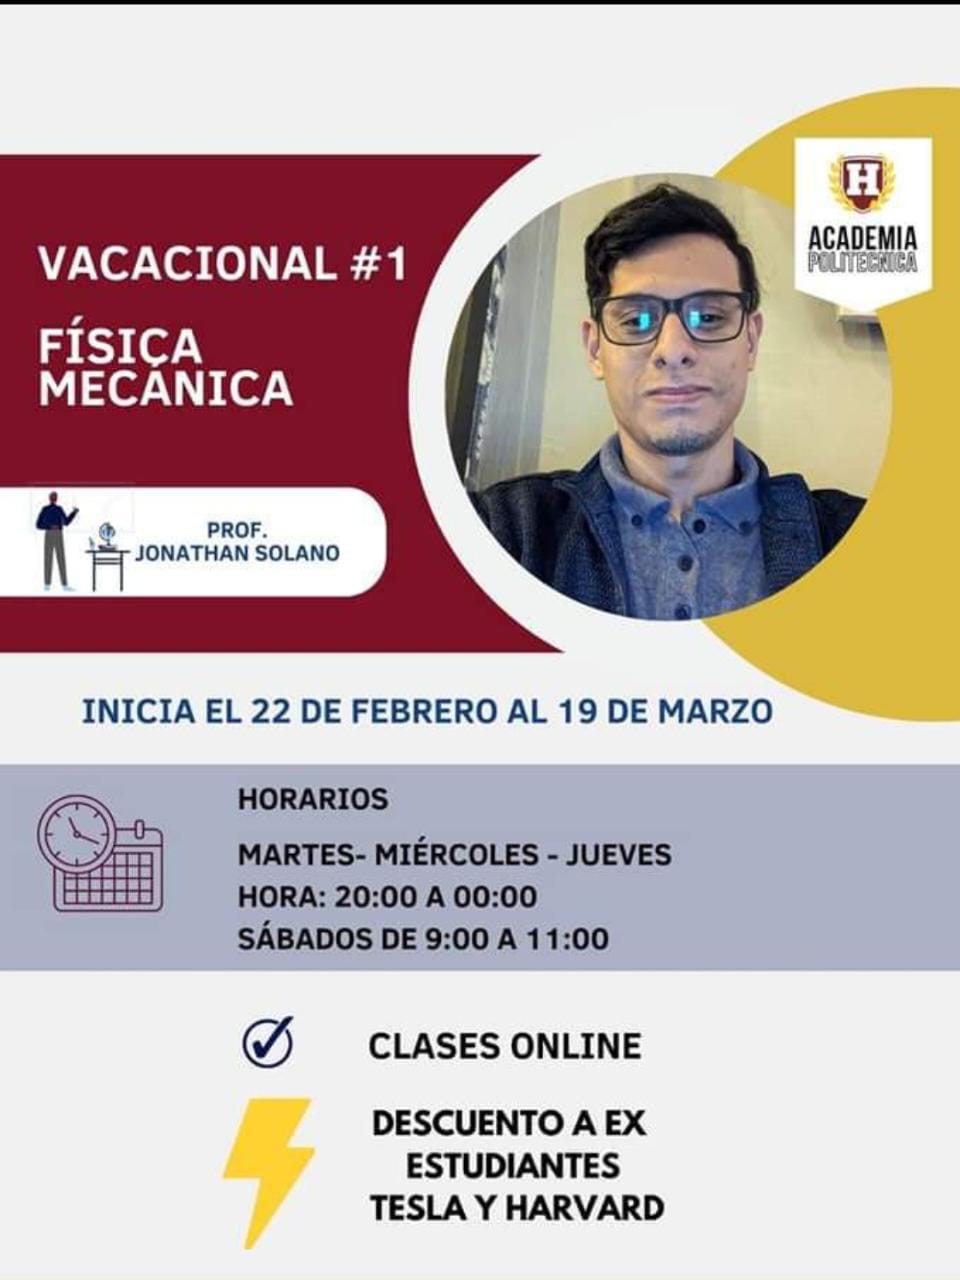 H
ACADEMIA
POLITECNICA
VACACIONAL #1
FÍSICA
MECÁNICA
PROF.
JONATHAN SOLANO
INICIA EL 22 DE FEBRERO AL 19 DE MARZO
HORARIOS
MARTES- MIÉRCOLES - JUEVES
HORA: 20:00 A 00:00
SÁBADOS DE 9:00 A 11:00
CLASES ONLINE
DESCUENTO A EX
ESTUDIANTES
TESLA Y HARVARD